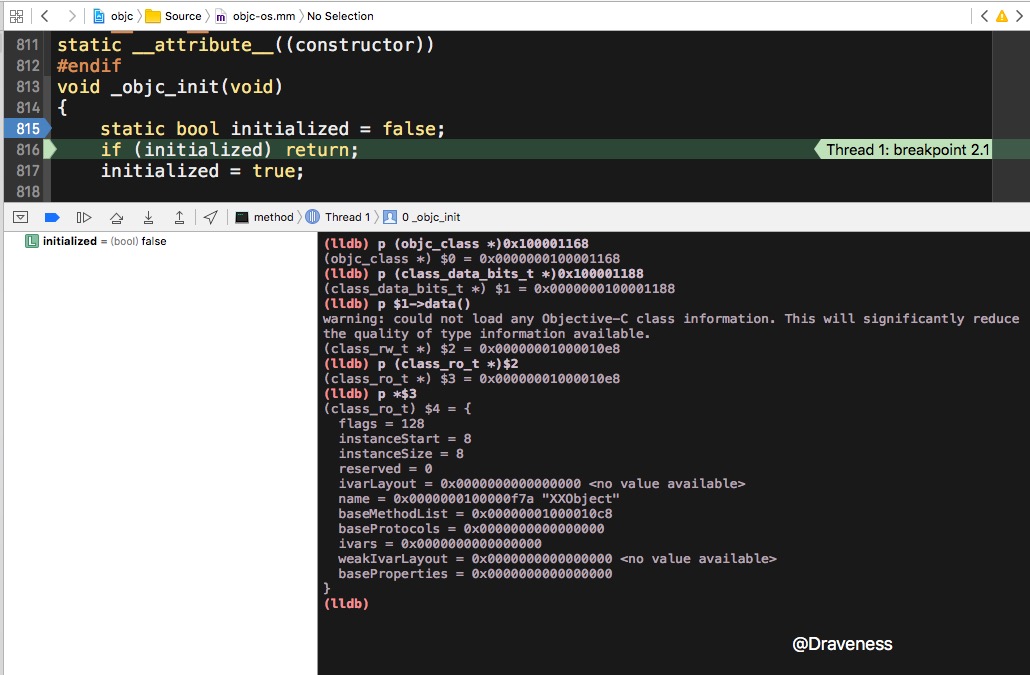 objc Source objc-os.mm No Selection
811 static __attribute__((constructor))
812 #endif
813 void _objc_init(void)
814 {
815 static bool initialized = false;
816 if (initialized) return; Thread 1: breakpoint 2.1
817 initialized = true;
818
method Thread 1 0 _objc_init
L initialized = (bool) false
(lldb) p (objc_class *)0x100001168
(objc_class *) $0 = 0x0000000100001168
(lldb) p (class_data_bits_t *)0x100001188
(class_data_bits_t *) $1 = 0x0000000100001188
(lldb) p $1->data()
warning: could not load any Objective-C class information. This will significantly reduce
the quality of type information available.
(class_rw_t *) $2 = 0x00000001000010e8
(lldb) p (class_ro_t *)$2
(class_ro_t *) $3 = 0x00000001000010e8
(lldb) p *$3
(class_ro_t) $4 = {
flags = 128
instanceStart = 8
instanceSize = 8
reserved = 0
ivarLayout = 0x0000000000000000 <no value available>
name = 0x0000000100000f7a "XXObject"
baseMethodList = 0x00000001000010c8
baseProtocols = 0x0000000000000000
ivars = 0x0000000000000000
weakIvarLayout = 0x0000000000000000 <no value available>
baseProperties = 0x0000000000000000
}
(lldb)
@Draveness